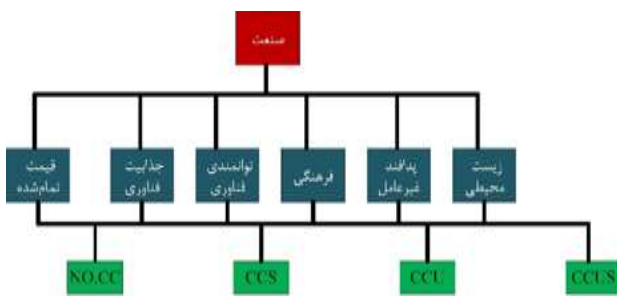 صنعت
زیست
محیطی
پدافند
غیرعامل
فرهنگی
توانمندی
فناوری
جذابیت
فناوری
قیمت
تمام‌شده
NO.CC
CCS
CCU
CCUS